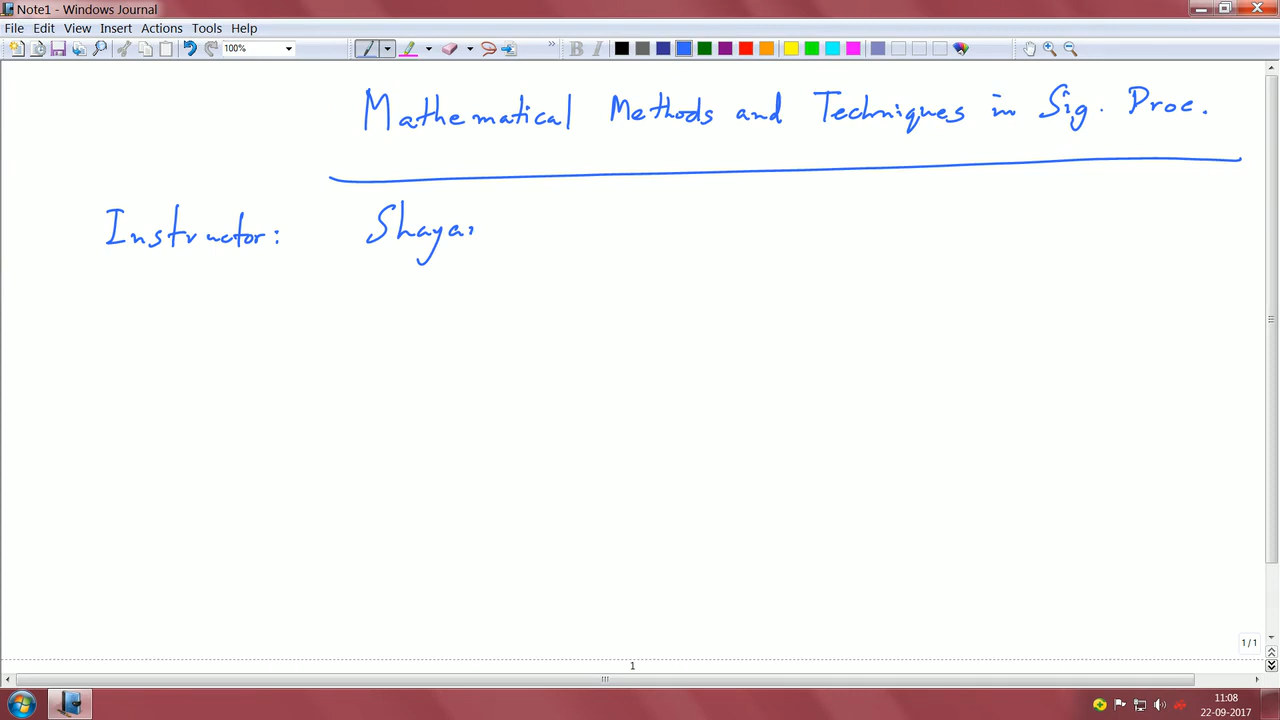 Note1 - Windows Journal
File Edit View Insert Actions Tools Help
100%
Mathematical Methods and Techniques in Sig. Proc.
Instructor: Shaya
1/1
1
11:08
22-09-2017